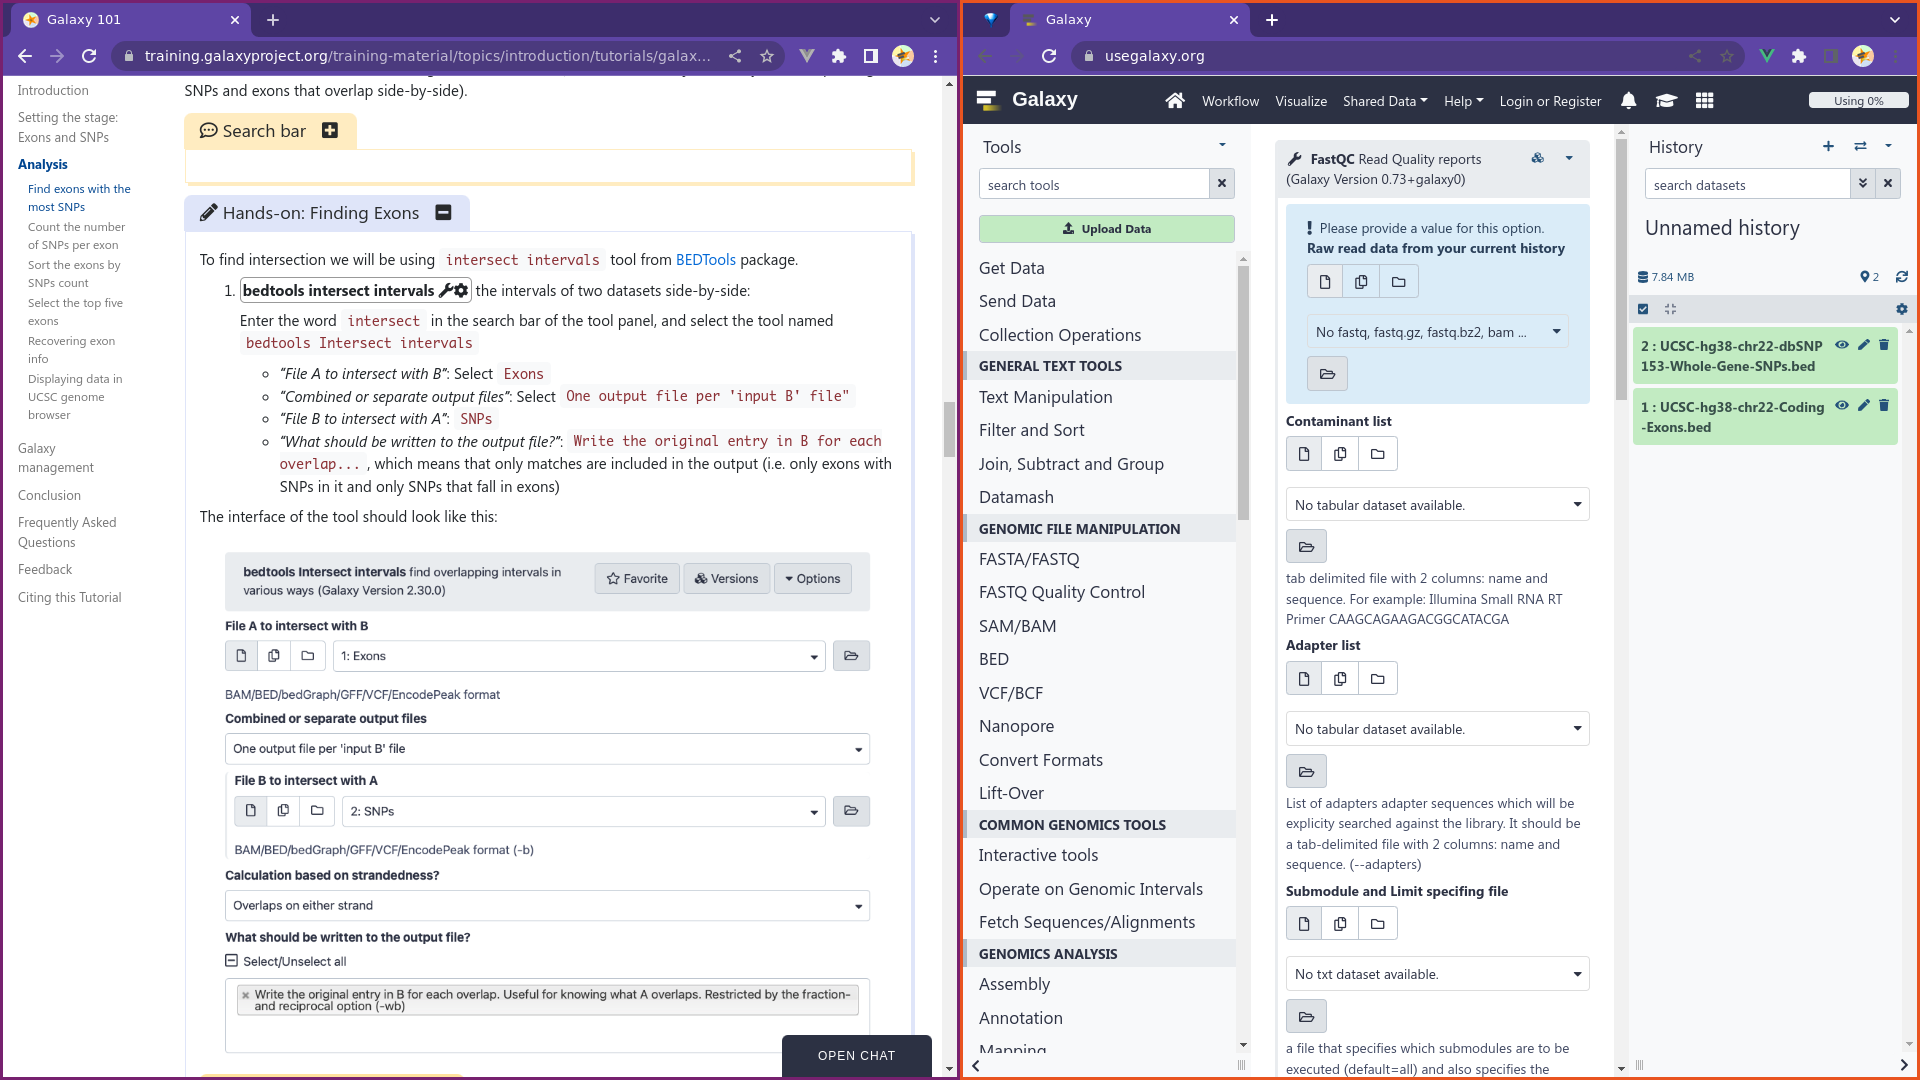 Galaxy 101
training.galaxyproject.org/training-material/topics/introduction/tutorials/galax...
Introduction
Setting the stage:
Exons and SNPs
Analysis
Find exons with the
most SNPs
Count the number
of SNPs per exon
Sort the exons by
SNPs count
Select the top five
exons
Recovering exon
info
Displaying data in
UCSC genome
browser
Galaxy
management
Conclusion
Frequently Asked
Questions
Feedback
Citing this Tutorial
SNPs and exons that overlap side-by-side).
Search bar
Hands-on: Finding Exons
To find intersection we will be using intersect intervals tool from BEDTools package.
1. bedtools intersect intervals the intervals of two datasets side-by-side:
Enter the word intersect in the search bar of the tool panel, and select the tool named
bedtools Intersect intervals
“File A to intersect with B”: Select Exons
“Combined or separate output files”: Select One output file per 'input B' file"
“File B to intersect with A”: SNPs
“What should be written to the output file?”: Write the original entry in B for each
overlap... , which means that only matches are included in the output (i.e. only exons with
SNPs in it and only SNPs that fall in exons)
The interface of the tool should look like this:
bedtools Intersect intervals find overlapping intervals in
various ways (Galaxy Version 2.30.0)
Favorite
Versions
Options
File A to intersect with B
1: Exons
BAM/BED/bedGraph/GFF/VCF/EncodePeak format
Combined or separate output files
One output file per 'input B' file
File B to intersect with A
2: SNPs
BAM/BED/bedGraph/GFF/VCF/EncodePeak format (-b)
Calculation based on strandedness?
Overlaps on either strand
What should be written to the output file?
Select/Unselect all
× Write the original entry in B for each overlap. Useful for knowing what A overlaps. Restricted by the fraction-
and reciprocal option (-wb)
OPEN CHAT
Galaxy
usegalaxy.org
Galaxy
Workflow
Visualize
Shared Data
Help
Login or Register
Using 0%
Tools
search tools
Upload Data
Get Data
Send Data
Collection Operations
GENERAL TEXT TOOLS
Text Manipulation
Filter and Sort
Join, Subtract and Group
Datamash
GENOMIC FILE MANIPULATION
FASTA/FASTQ
FASTQ Quality Control
SAM/BAM
BED
VCF/BCF
Nanopore
Convert Formats
Lift-Over
COMMON GENOMICS TOOLS
Interactive tools
Operate on Genomic Intervals
Fetch Sequences/Alignments
GENOMICS ANALYSIS
Assembly
Annotation
Mapping
FastQC Read Quality reports
(Galaxy Version 0.73+galaxy0)
Please provide a value for this option.
Raw read data from your current history
No fastq, fastq.gz, fastq.bz2, bam ...
Contaminant list
No tabular dataset available.
tab delimited file with 2 columns: name and
sequence. For example: Illumina Small RNA RT
Primer CAAGCAGAAGACGGCATACGA
Adapter list
No tabular dataset available.
List of adapters adapter sequences which will be
explicity searched against the library. It should be
a tab-delimited file with 2 columns: name and
sequence. (--adapters)
Submodule and Limit specifing file
No txt dataset available.
a file that specifies which submodules are to be
executed (default=all) and also specifies the
History
search datasets
Unnamed history
7.84 MB
2
2 : UCSC-hg38-chr22-dbSNP
153-Whole-Gene-SNPs.bed
1 : UCSC-hg38-chr22-Coding
-Exons.bed